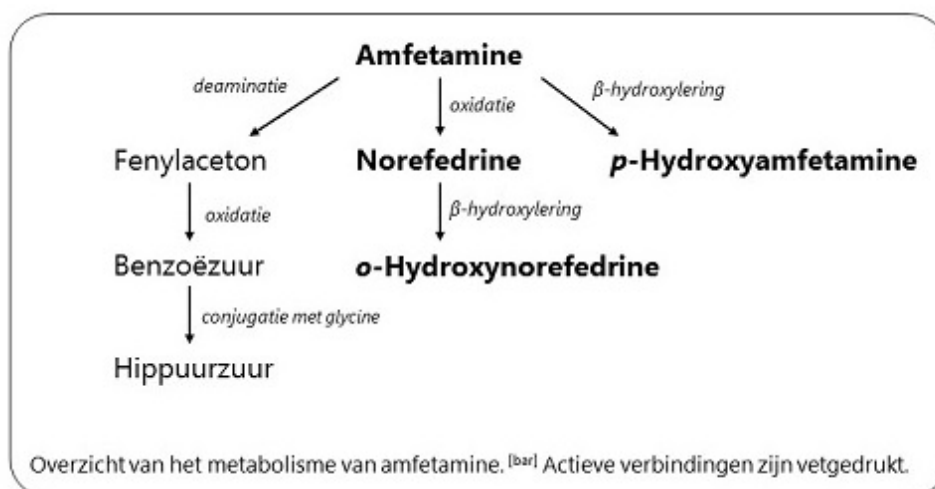 Amfetamine
deaminatie
oxidatie
β-hydroxylering
Fenylaceton
Norefedrine
p-Hydroxyamfetamine
oxidatie
β-hydroxylering
Benzoëzuur
o-Hydroxynorefedrine
conjugatie met glycine
Hippuurzuur
Overzicht van het metabolisme van amfetamine. [bar] Actieve verbindingen zijn vetgedrukt.